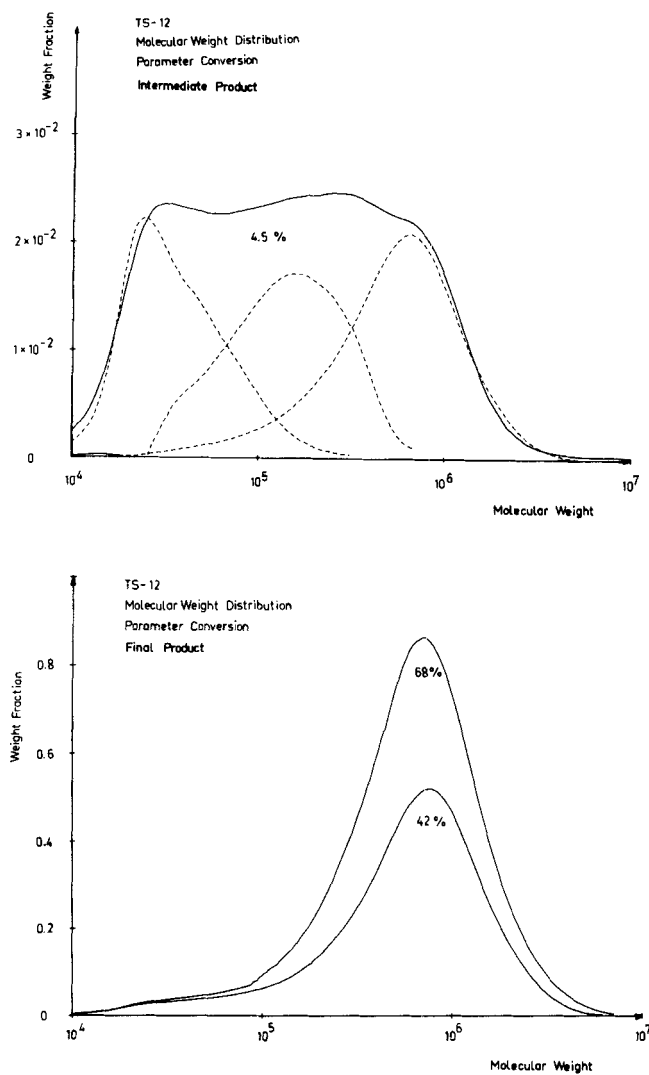 Weight Fraction
TS-12
Molecular Weight Distribution
Parameter Conversion
Intermediate Product
3×10⁻²
2×10⁻²
1×10⁻²
0
4.5 %
10⁴
10⁵
10⁶
10⁷
Molecular Weight
TS-12
Molecular Weight Distribution
Parameter Conversion
Final Product
Weight Fraction
0.8
0.6
0.4
0.2
0
68%
42%
10⁴
10⁵
10⁶
10⁷
Molecular Weight